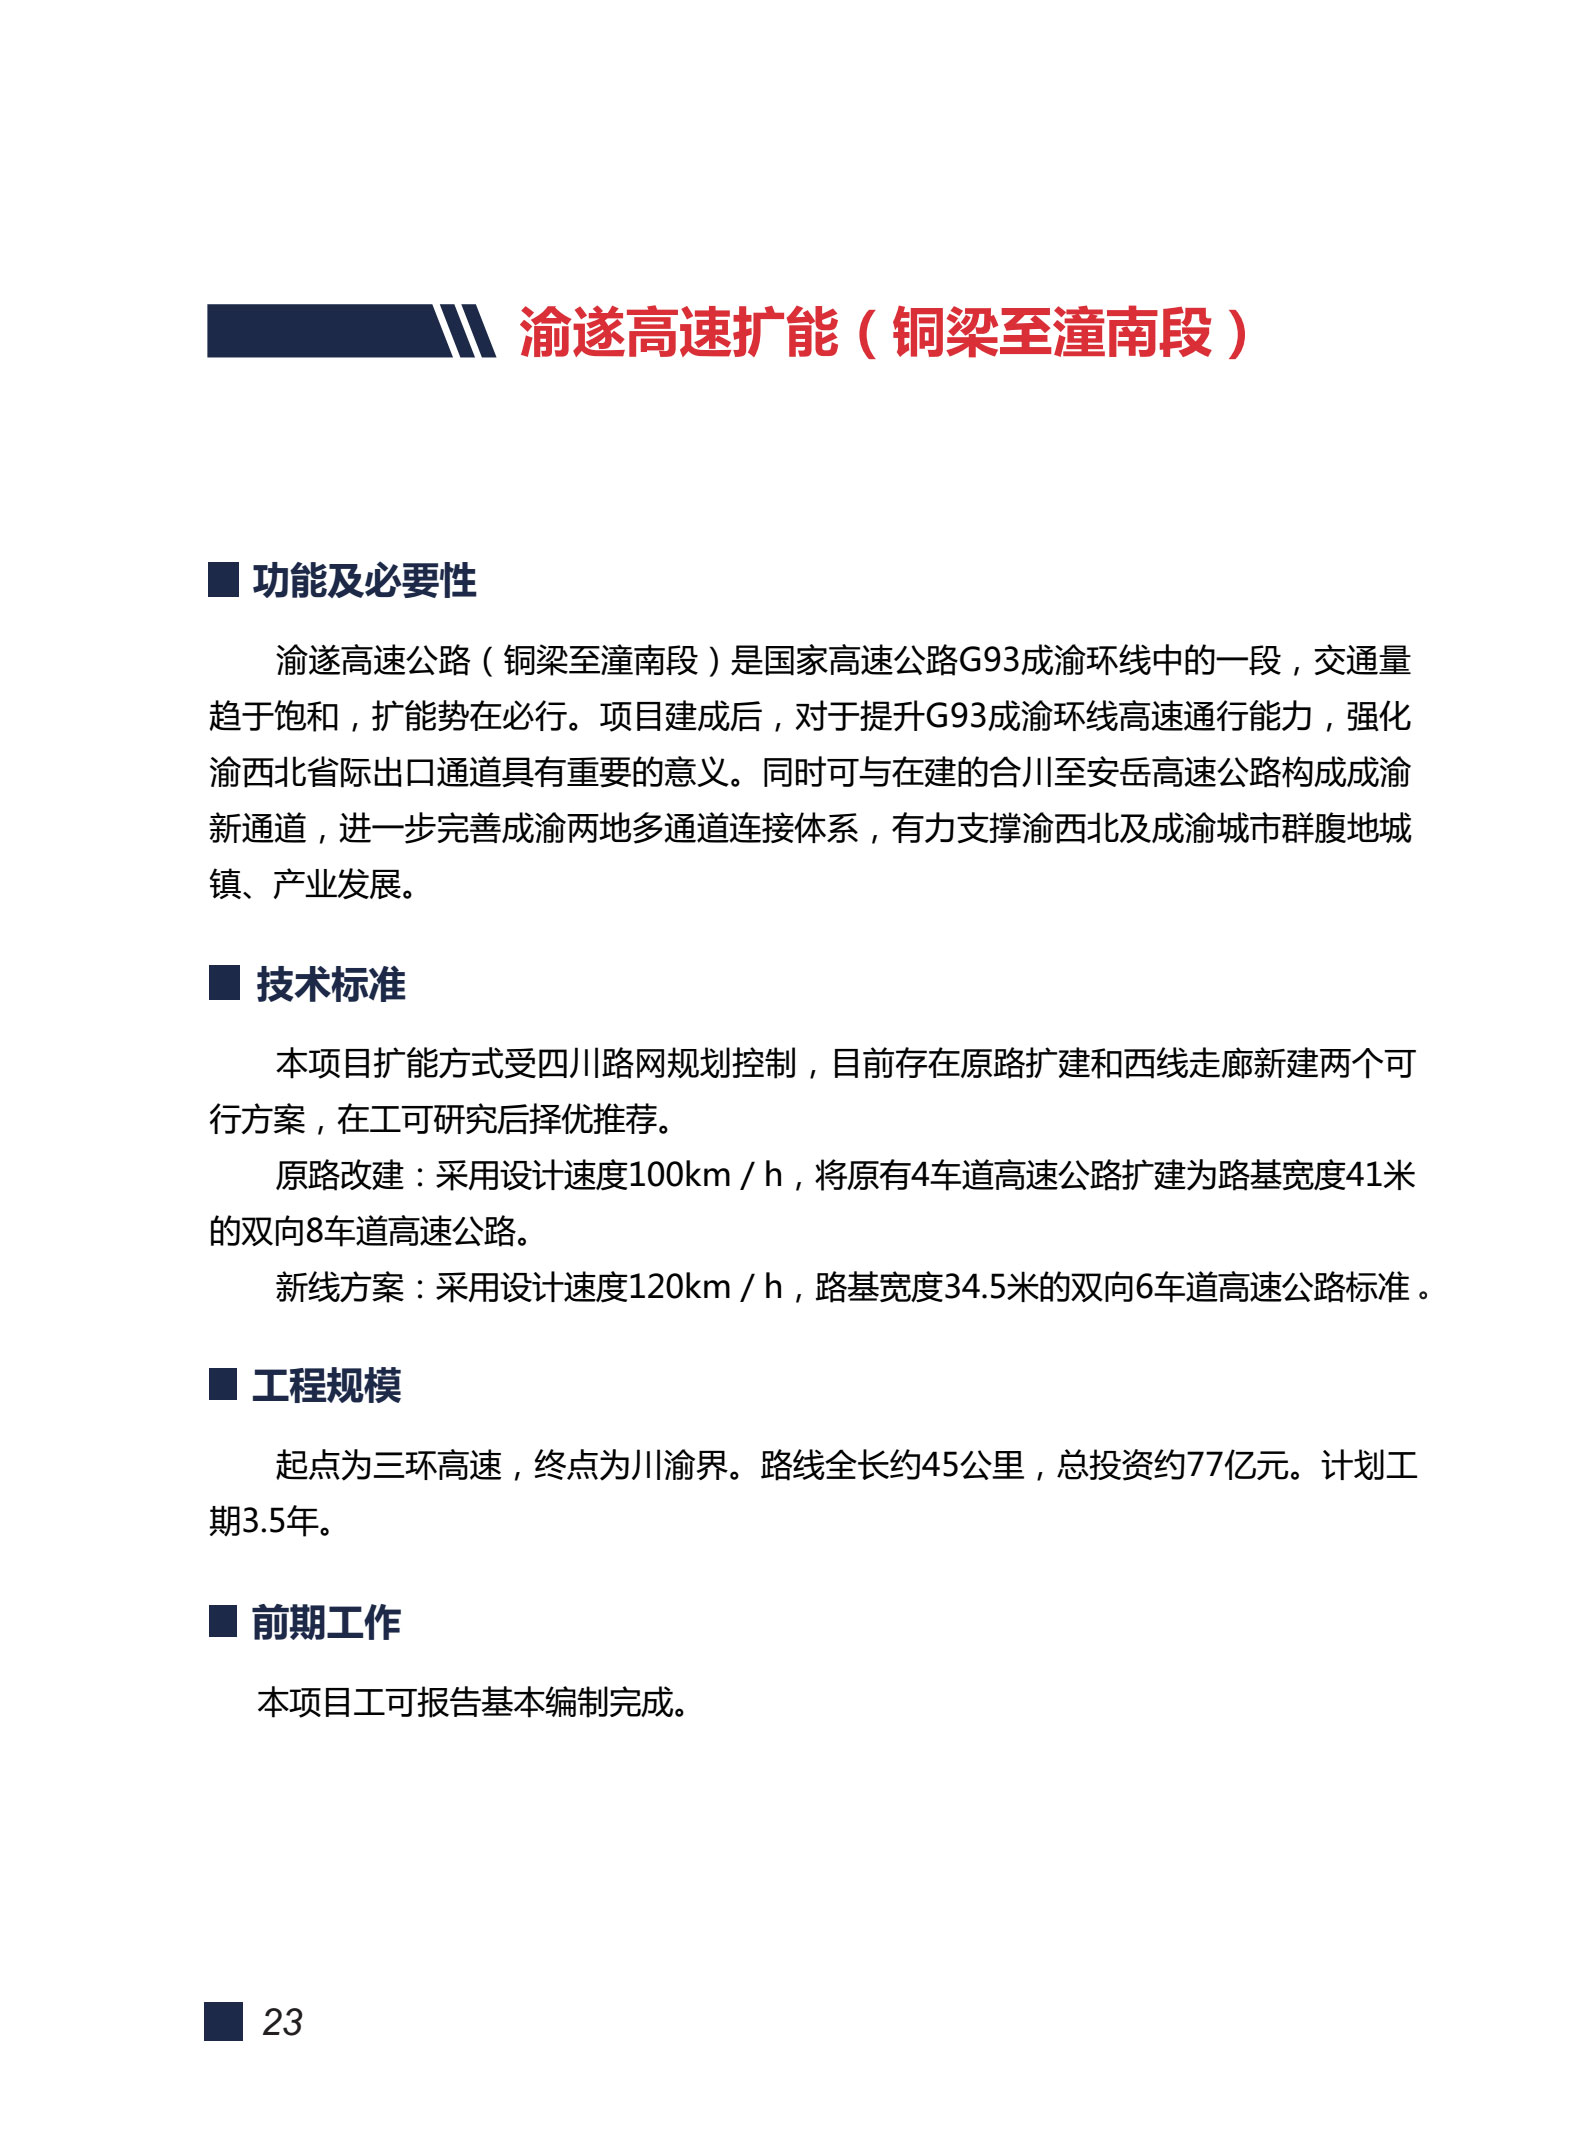 渝遂高速扩能（铜梁至潼南段）
功能及必要性
渝遂高速公路（铜梁至潼南段）是国家高速公路G93成渝环线中的一段，交通量
趋于饱和，扩能势在必行。项目建成后，对于提升G93成渝环线高速通行能力，强化
渝西北省际出口通道具有重要的意义。同时可与在建的合川至安岳高速公路构成成渝
新通道，进一步完善成渝两地多通道连接体系，有力支撑渝西北及成渝城市群腹地城
镇、产业发展。
技术标准
本项目扩能方式受四川路网规划控制，目前存在原路扩建和西线走廊新建两个可
行方案，在工可研究后择优推荐。
原路改建：采用设计速度100km／h，将原有4车道高速公路扩建为路基宽度41米
的双向8车道高速公路。
新线方案：采用设计速度120km／h，路基宽度34.5米的双向6车道高速公路标准。
工程规模
起点为三环高速，终点为川渝界。路线全长约45公里，总投资约77亿元。计划工
期3.5年。
前期工作
本项目工可报告基本编制完成。
23